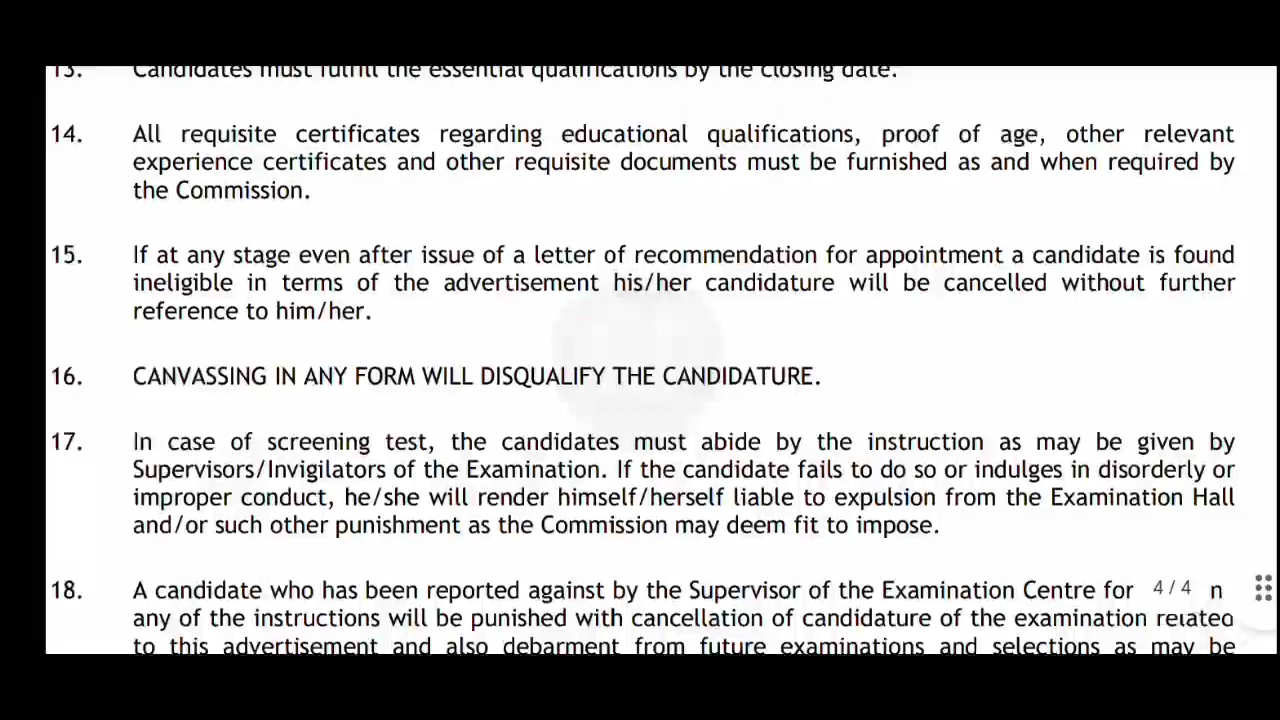 13. Candidates must fulfill the essential qualifications by the closing date.
14. All requisite certificates regarding educational qualifications, proof of age, other relevant
experience certificates and other requisite documents must be furnished as and when required by
the Commission.
15. If at any stage even after issue of a letter of recommendation for appointment a candidate is found
ineligible in terms of the advertisement his/her candidature will be cancelled without further
reference to him/her.
16. CANVASSING IN ANY FORM WILL DISQUALIFY THE CANDIDATURE.
17. In case of screening test, the candidates must abide by the instruction as may be given by
Supervisors/Invigilators of the Examination. If the candidate fails to do so or indulges in disorderly or
improper conduct, he/she will render himself/herself liable to expulsion from the Examination Hall
and/or such other punishment as the Commission may deem fit to impose.
18. A candidate who has been reported against by the Supervisor of the Examination Centre for 4/4 n
any of the instructions will be punished with cancellation of candidature of the examination related
to this advertisement and also debarment from future examinations and selections as may be